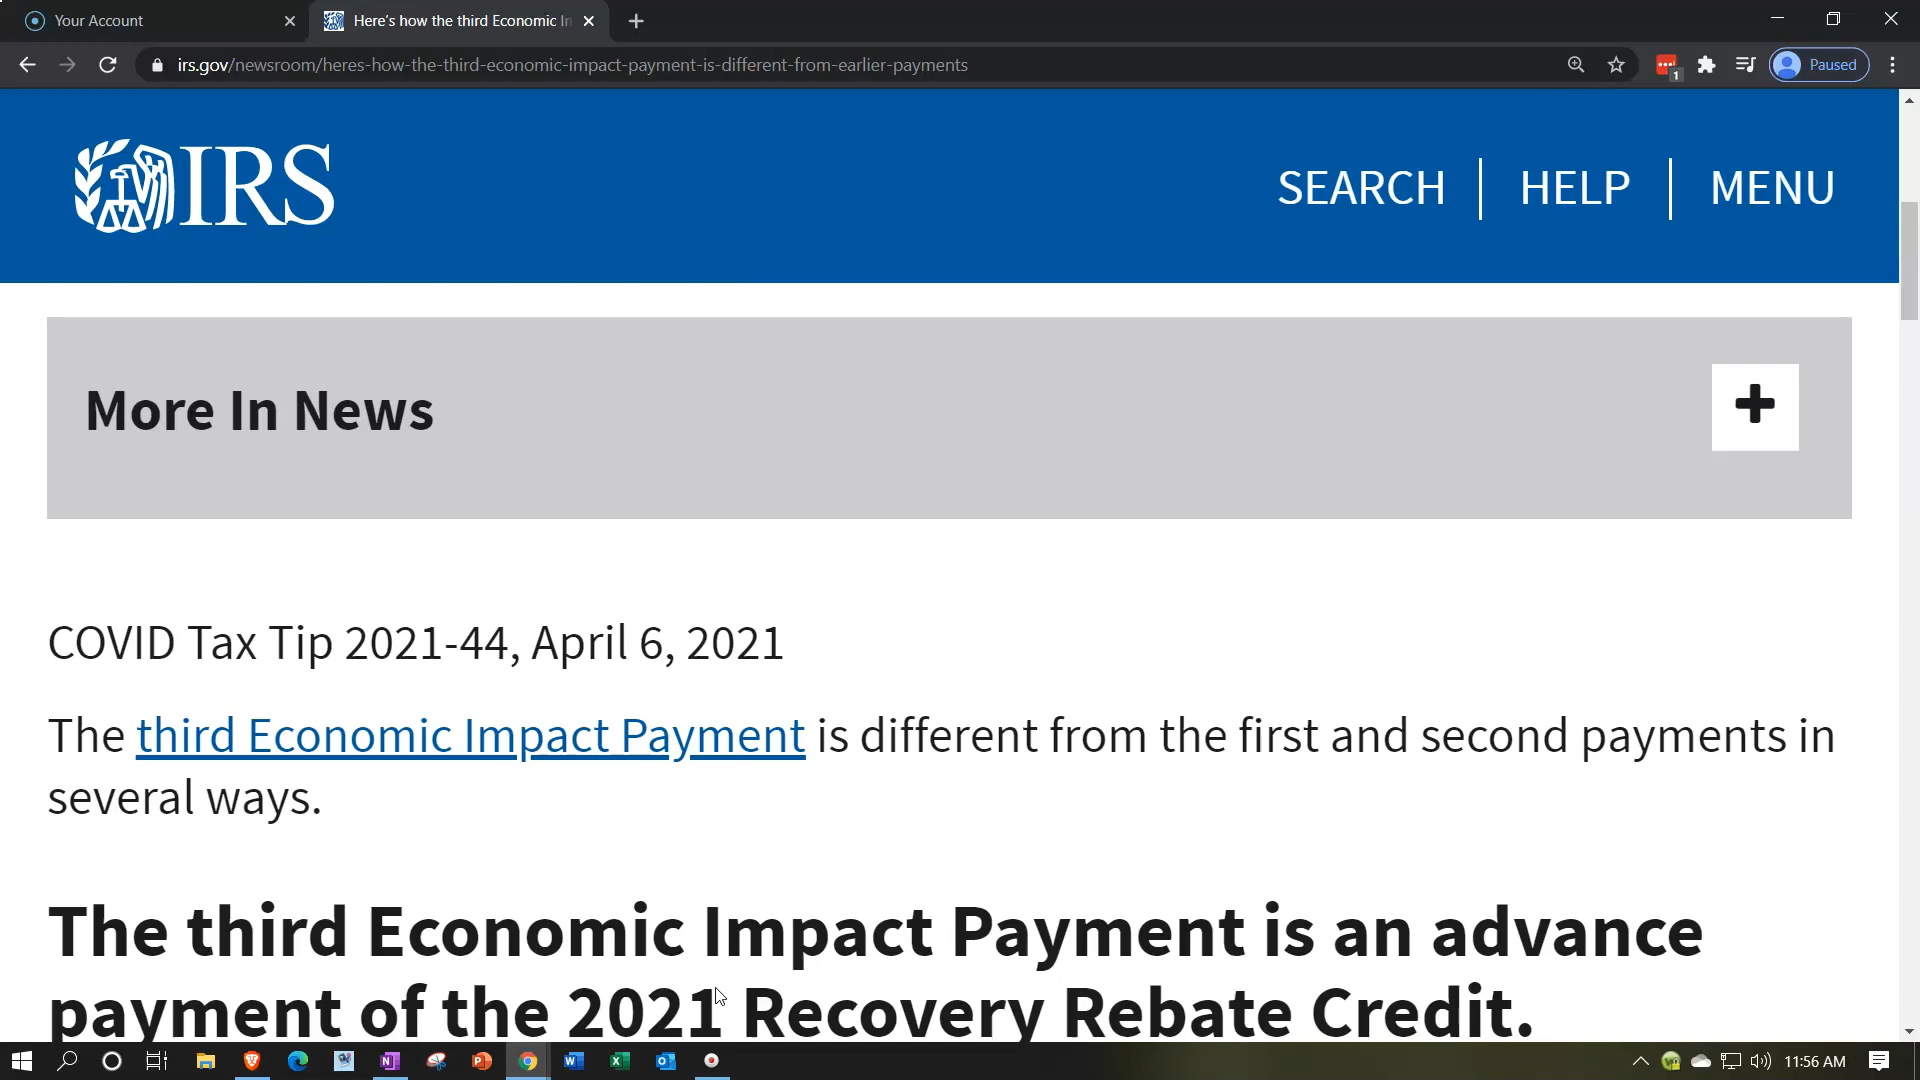 Your Account
Here's how the third Economic In
irs.gov/newsroom/heres-how-the-third-economic-impact-payment-is-different-from-earlier-payments
1
Paused
IRS
SEARCH
HELP
MENU
More In News
COVID Tax Tip 2021-44, April 6, 2021
The third Economic Impact Payment is different from the first and second payments in
several ways.
The third Economic Impact Payment is an advance
payment of the 2021 Recovery Rebate Credit.
11:56 AM